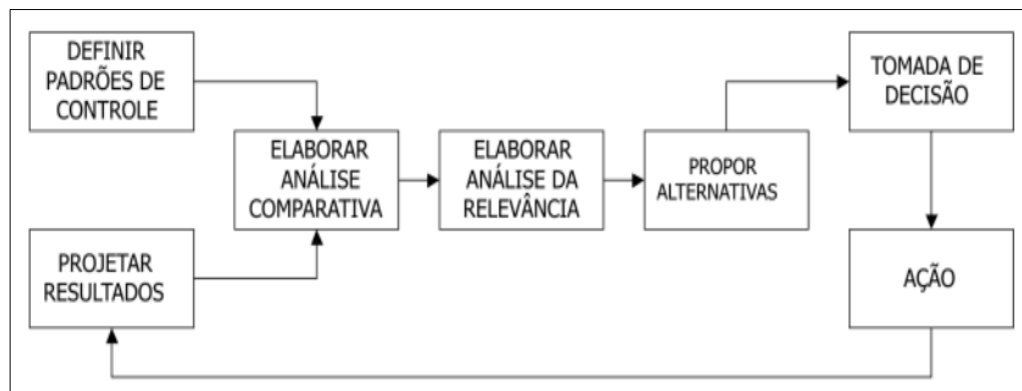 DEFINIR
PADRÕES DE
CONTROLE
PROJETAR
RESULTADOS
ELABORAR
ANÁLISE
COMPARATIVA
ELABORAR
ANÁLISE DA
RELEVÂNCIA
PROPOR
ALTERNATIVAS
TOMADA DE
DECISÃO
AÇÃO